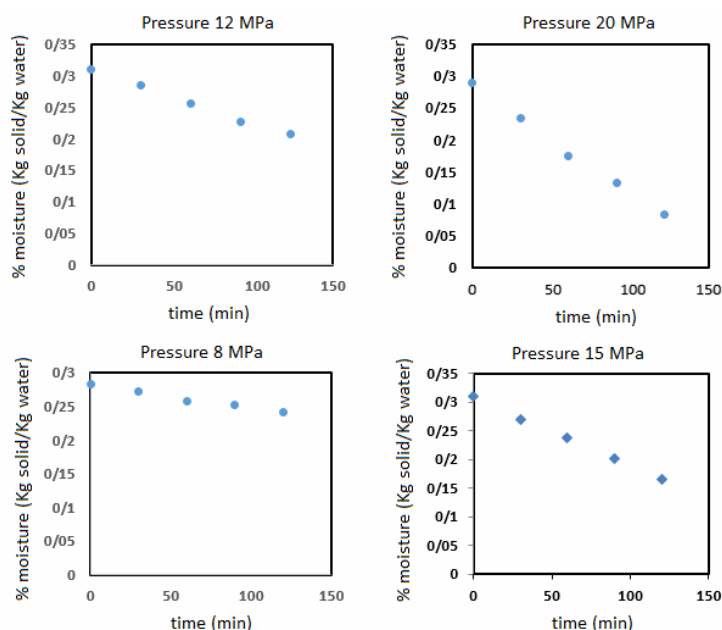 Pressure 12 MPa
% moisture (Kg solid/Kg water)
0/35
0/3
0/25
0/2
0/15
0/1
0/05
0
0 50 100 150
time (min)
Pressure 20 MPa
% moisture (Kg solid/Kg water)
0/35
0/3
0/25
0/2
0/15
0/1
0/05
0
0 50 100 150
time (min)
Pressure 8 MPa
% moisture (Kg solid/Kg water)
0/3
0/25
0/2
0/15
0/1
0/05
0
0 50 100 150
time (min)
Pressure 15 MPa
% moisture (Kg solid/Kg water)
0/35
0/3
0/25
0/2
0/15
0/1
0/05
0
0 50 100 150
time (min)